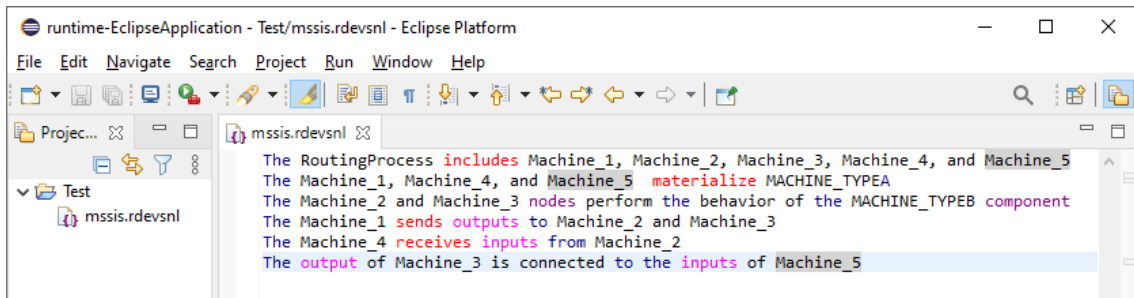 runtime-EclipseApplication - Test/mssis.rdevsnl - Eclipse Platform
File Edit Navigate Search Project Run Window Help
Projec...
mssis.rdevsnl
Test
mssis.rdevsnl
The RoutingProcess includes Machine_1, Machine_2, Machine_3, Machine_4, and Machine_5
The Machine_1, Machine_4, and Machine_5  materialize MACHINE_TYPEA
The Machine_2 and Machine_3 nodes perform the behavior of the MACHINE_TYPEB component
The Machine_1 sends outputs to Machine_2 and Machine_3
The Machine_4 receives inputs from Machine_2
The output of Machine_3 is connected to the inputs of Machine_5